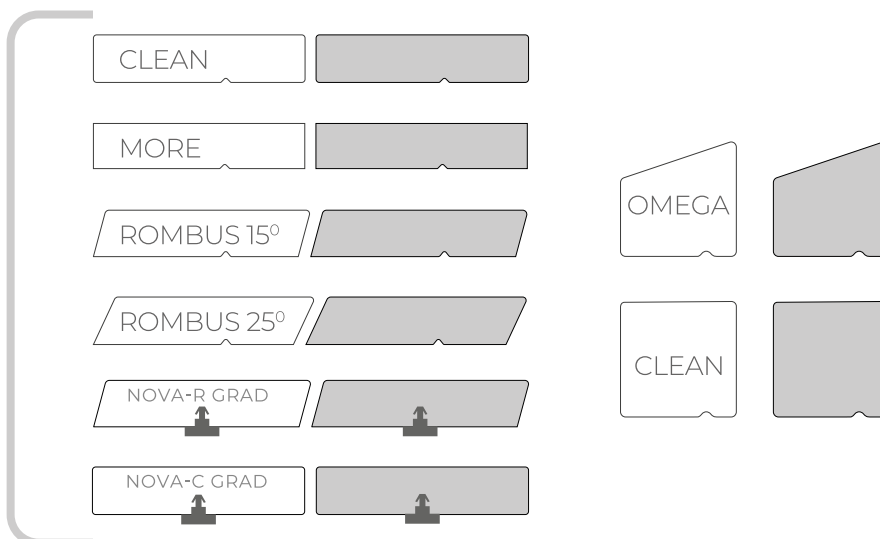 CLEAN
MORE
ROMBUS 15⁰
ROMBUS 25⁰
NOVA-R GRAD
NOVA-C GRAD
OMEGA
CLEAN